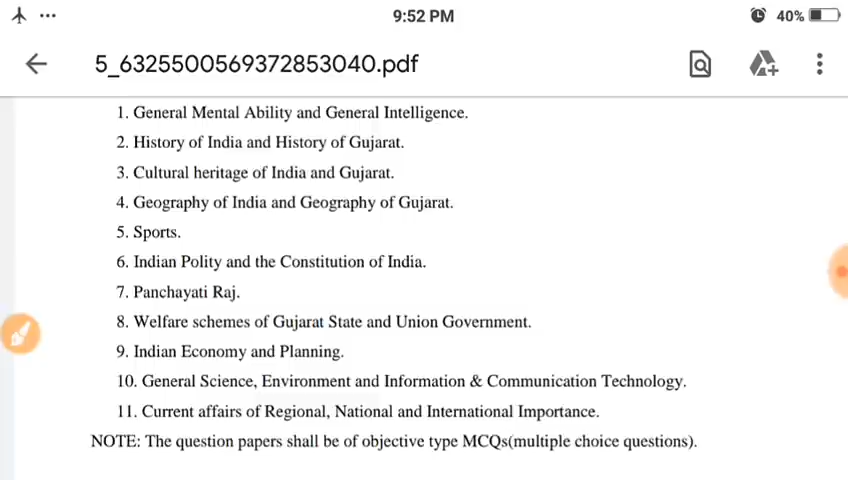 9:52 PM
40%
5_6325500569372853040.pdf
1. General Mental Ability and General Intelligence.
2. History of India and History of Gujarat.
3. Cultural heritage of India and Gujarat.
4. Geography of India and Geography of Gujarat.
5. Sports.
6. Indian Polity and the Constitution of India.
7. Panchayati Raj.
8. Welfare schemes of Gujarat State and Union Government.
9. Indian Economy and Planning.
10. General Science, Environment and Information & Communication Technology.
11. Current affairs of Regional, National and International Importance.
NOTE: The question papers shall be of objective type MCQs(multiple choice questions).